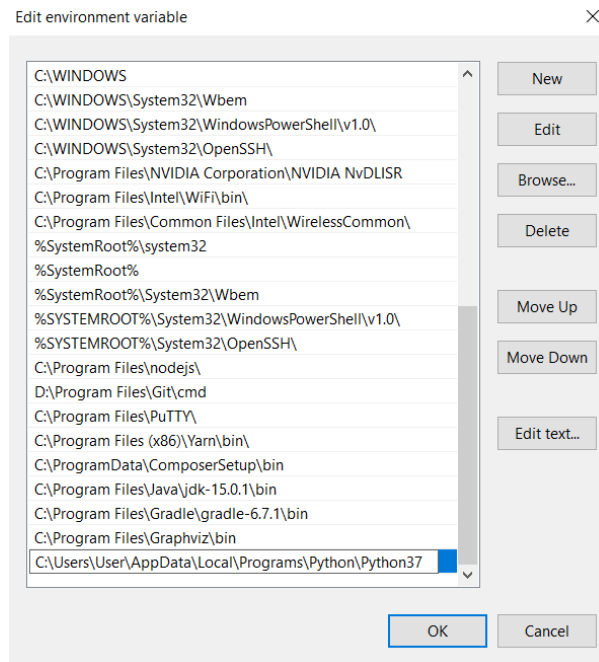 Edit environment variable
C:\WINDOWS
C:\WINDOWS\System32\Wbem
C:\WINDOWS\System32\WindowsPowerShell\v1.0\
C:\WINDOWS\System32\OpenSSH\
C:\Program Files\NVIDIA Corporation\NVIDIA NvDLISR
C:\Program Files\Intel\WiFi\bin\
C:\Program Files\Common Files\Intel\WirelessCommon\
%SystemRoot%\system32
%SystemRoot%
%SystemRoot%\System32\Wbem
%SYSTEMROOT%\System32\WindowsPowerShell\v1.0\
%SYSTEMROOT%\System32\OpenSSH\
C:\Program Files\nodejs\
D:\Program Files\Git\cmd
C:\Program Files\PuTTY\
C:\Program Files (x86)\Yarn\bin\
C:\ProgramData\ComposerSetup\bin
C:\Program Files\Java\jdk-15.0.1\bin
C:\Program Files\Gradle\gradle-6.7.1\bin
C:\Program Files\Graphviz\bin
C:\Users\User\AppData\Local\Programs\Python\Python37
New
Edit
Browse...
Delete
Move Up
Move Down
Edit text...
OK
Cancel